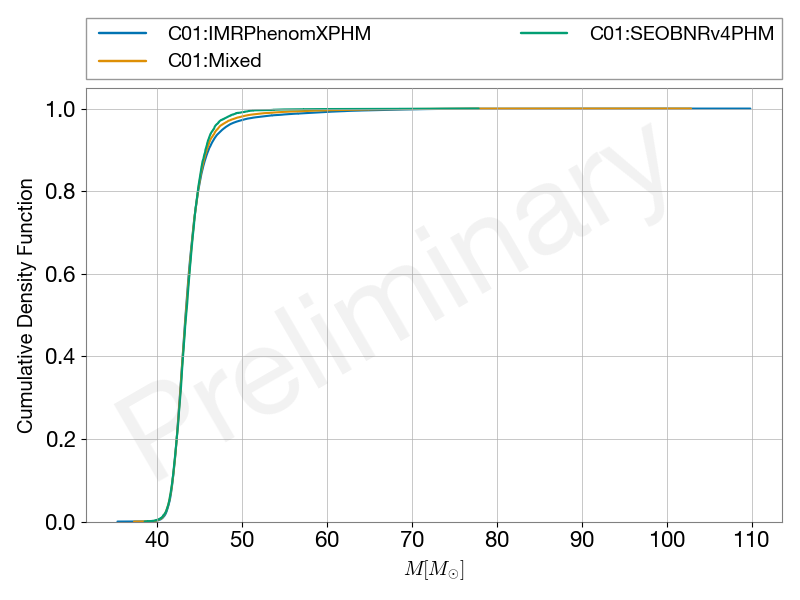 C01:IMRPhenomXPHM
C01:Mixed
C01:SEOBNRv4PHM
Cumulative Density Function
1.0
0.8
0.6
0.4
0.2
0.0
Preliminary
40 50 60 70 80 90 100 110
M[M⊙]